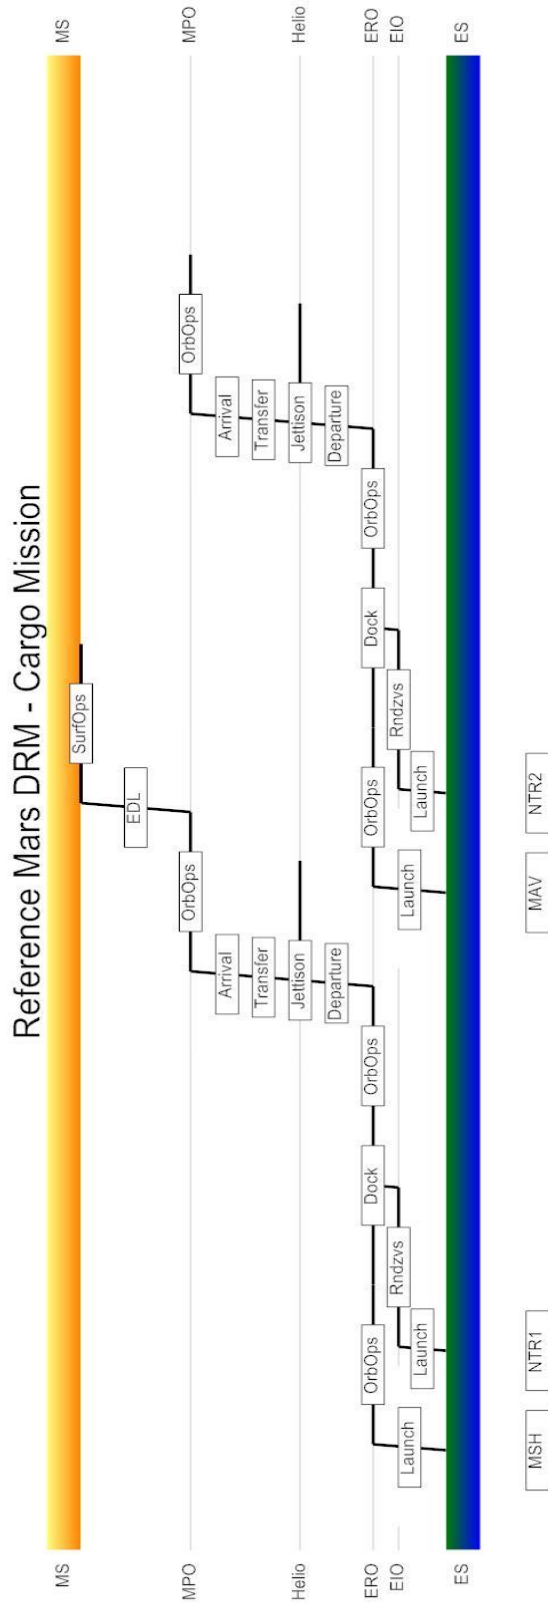 Reference Mars DRM - Cargo Mission
MS
MS
SurfOps
EDL
MPO
OrbOps
OrbOps
MPO
Arrival
Arrival
Transfer
Transfer
Helio
Jettison
Jettison
Helio
Departure
Departure
ERO
OrbOps
Dock
OrbOps
OrbOps
Dock
OrbOps
ERO
EIO
Rndzvs
Rndzvs
EIO
Launch
Launch
Launch
Launch
ES
ES
MSH
NTR1
MAV
NTR2